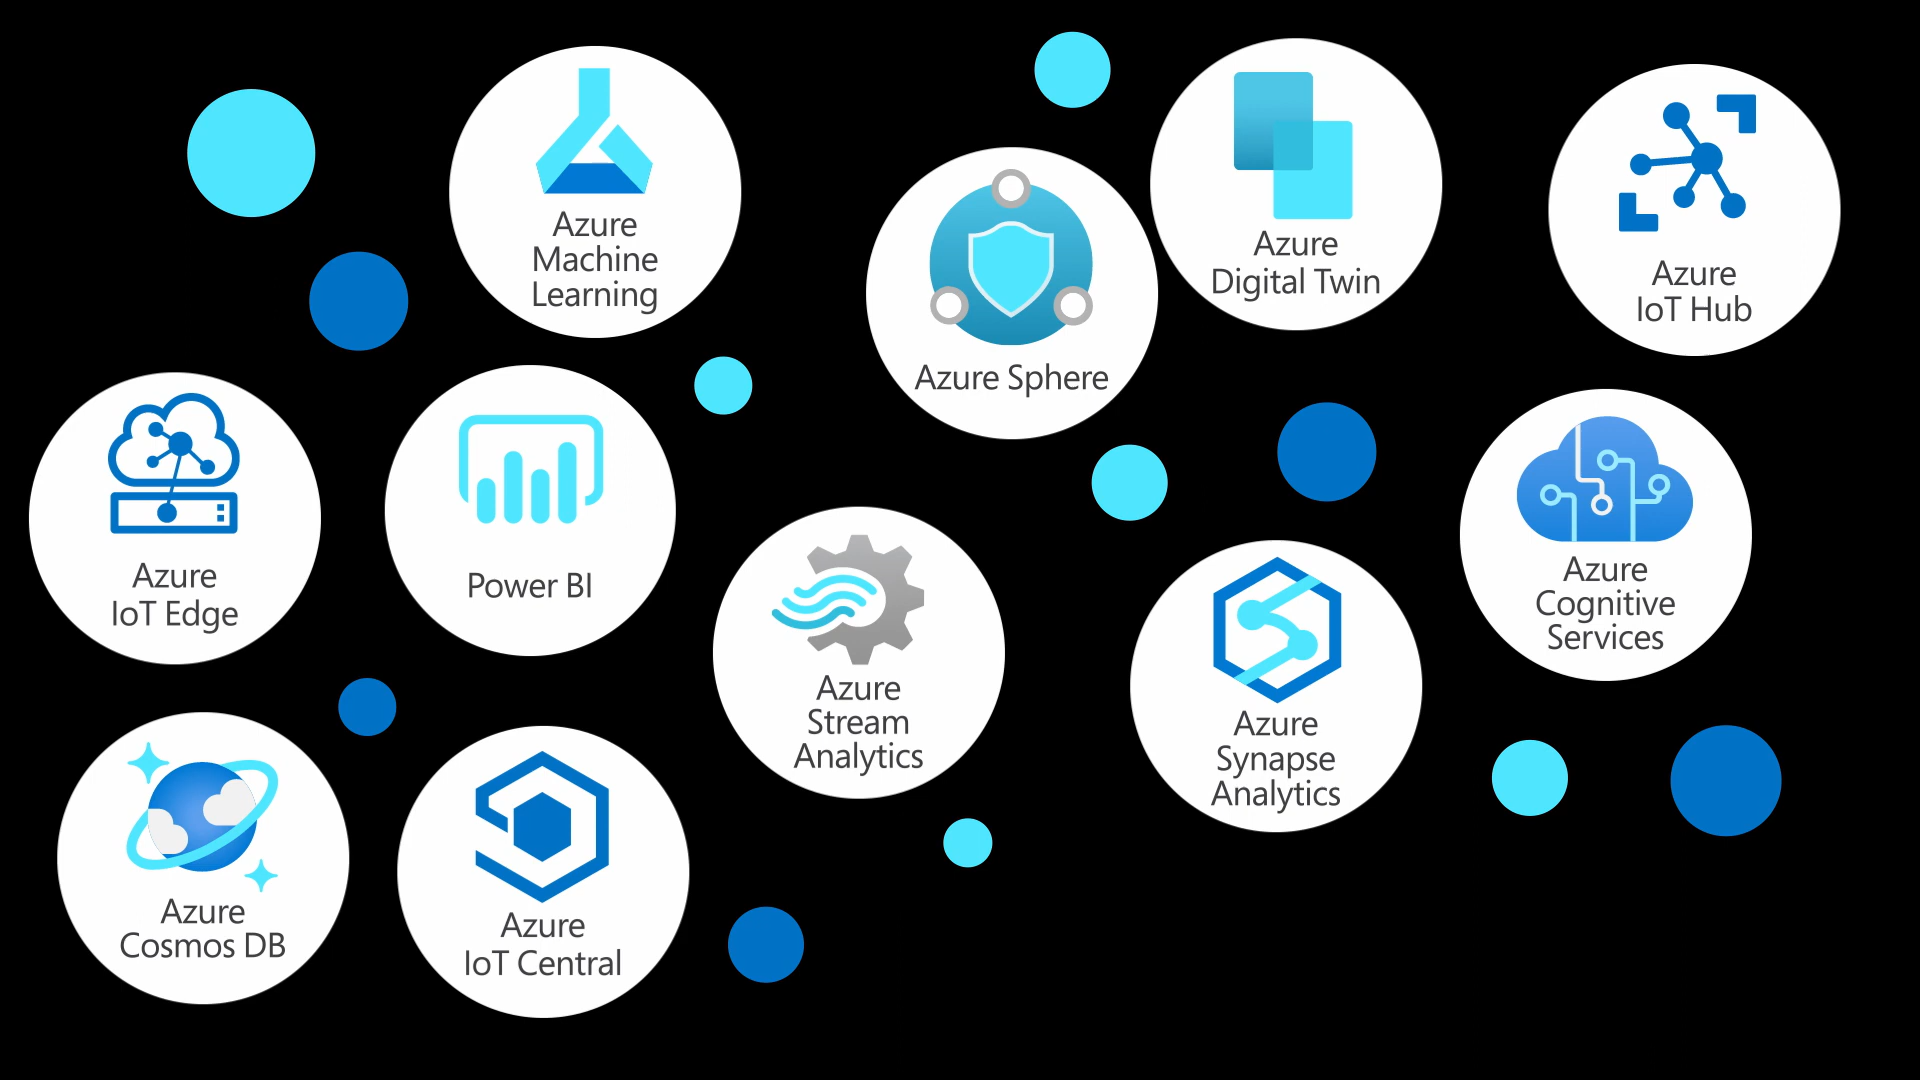 Azure
Machine
Learning
Azure Sphere
Azure
Digital Twin
Azure
IoT Hub
Azure
IoT Edge
Power BI
Azure
Stream
Analytics
Azure
Synapse
Analytics
Azure
Cognitive
Services
Azure
Cosmos DB
Azure
IoT Central